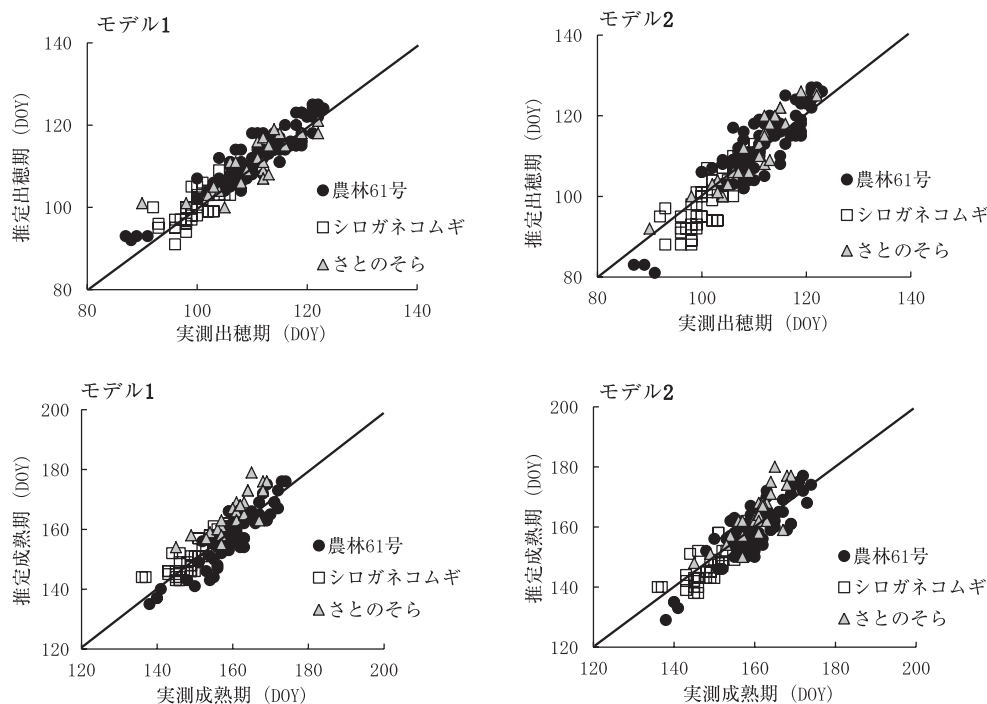 モデル1
140
120
100
80
推定出穂期 (DOY)
80 100 120 140
実測出穂期 (DOY)
農林61号
シロガネコムギ
さとのそら
モデル2
140
120
100
80
推定出穂期 (DOY)
80 100 120 140
実測出穂期 (DOY)
農林61号
シロガネコムギ
さとのそら
モデル1
200
180
160
140
120
推定成熟期 (DOY)
120 140 160 180 200
実測成熟期 (DOY)
農林61号
シロガネコムギ
さとのそら
モデル2
200
180
160
140
120
推定成熟期 (DOY)
120 140 160 180 200
実測成熟期 (DOY)
農林61号
シロガネコムギ
さとのそら